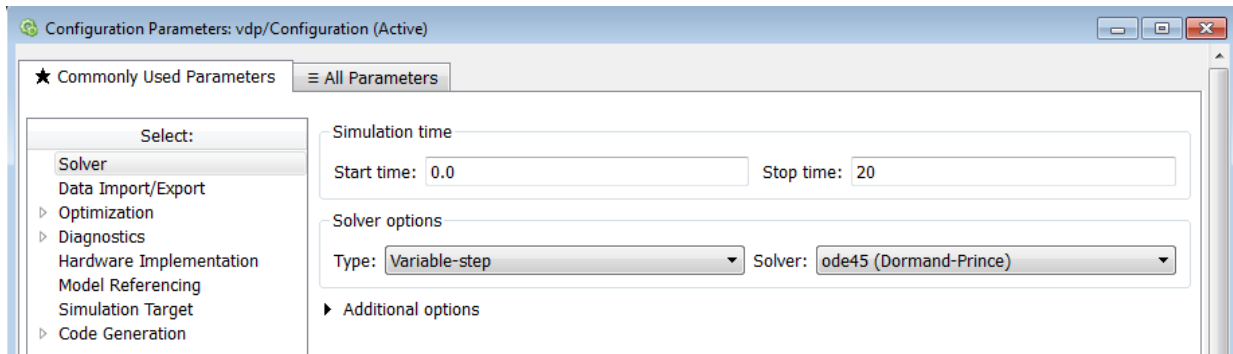 Configuration Parameters: vdp/Configuration (Active)
★ Commonly Used Parameters
≡ All Parameters
Select:
Solver
Data Import/Export
Optimization
Diagnostics
Hardware Implementation
Model Referencing
Simulation Target
Code Generation
Simulation time
Start time: 0.0 Stop time: 20
Solver options
Type: Variable-step Solver: ode45 (Dormand-Prince)
Additional options